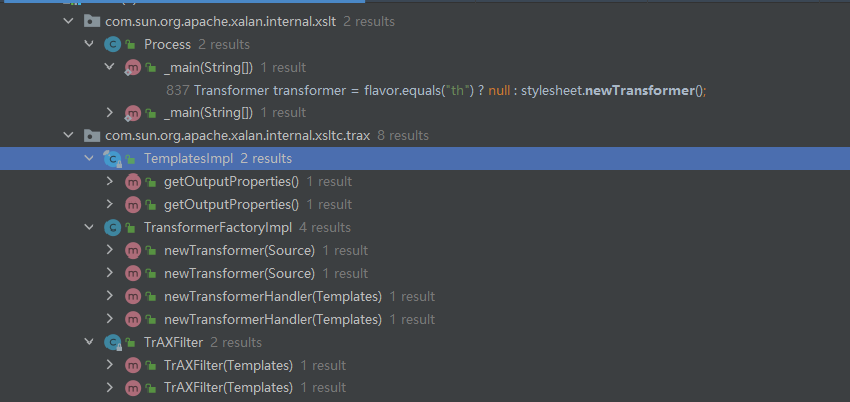 com.sun.org.apache.xalan.internal.xslt 2 results
Process 2 results
_main(String[]) 1 result
837 Transformer transformer = flavor.equals("th") ? null : stylesheet.newTransformer();
_main(String[]) 1 result
com.sun.org.apache.xalan.internal.xsltc.trax 8 results
TemplatesImpl 2 results
getOutputProperties() 1 result
getOutputProperties() 1 result
TransformerFactoryImpl 4 results
newTransformer(Source) 1 result
newTransformer(Source) 1 result
newTransformerHandler(Templates) 1 result
newTransformerHandler(Templates) 1 result
TrAXFilter 2 results
TrAXFilter(Templates) 1 result
TrAXFilter(Templates) 1 result